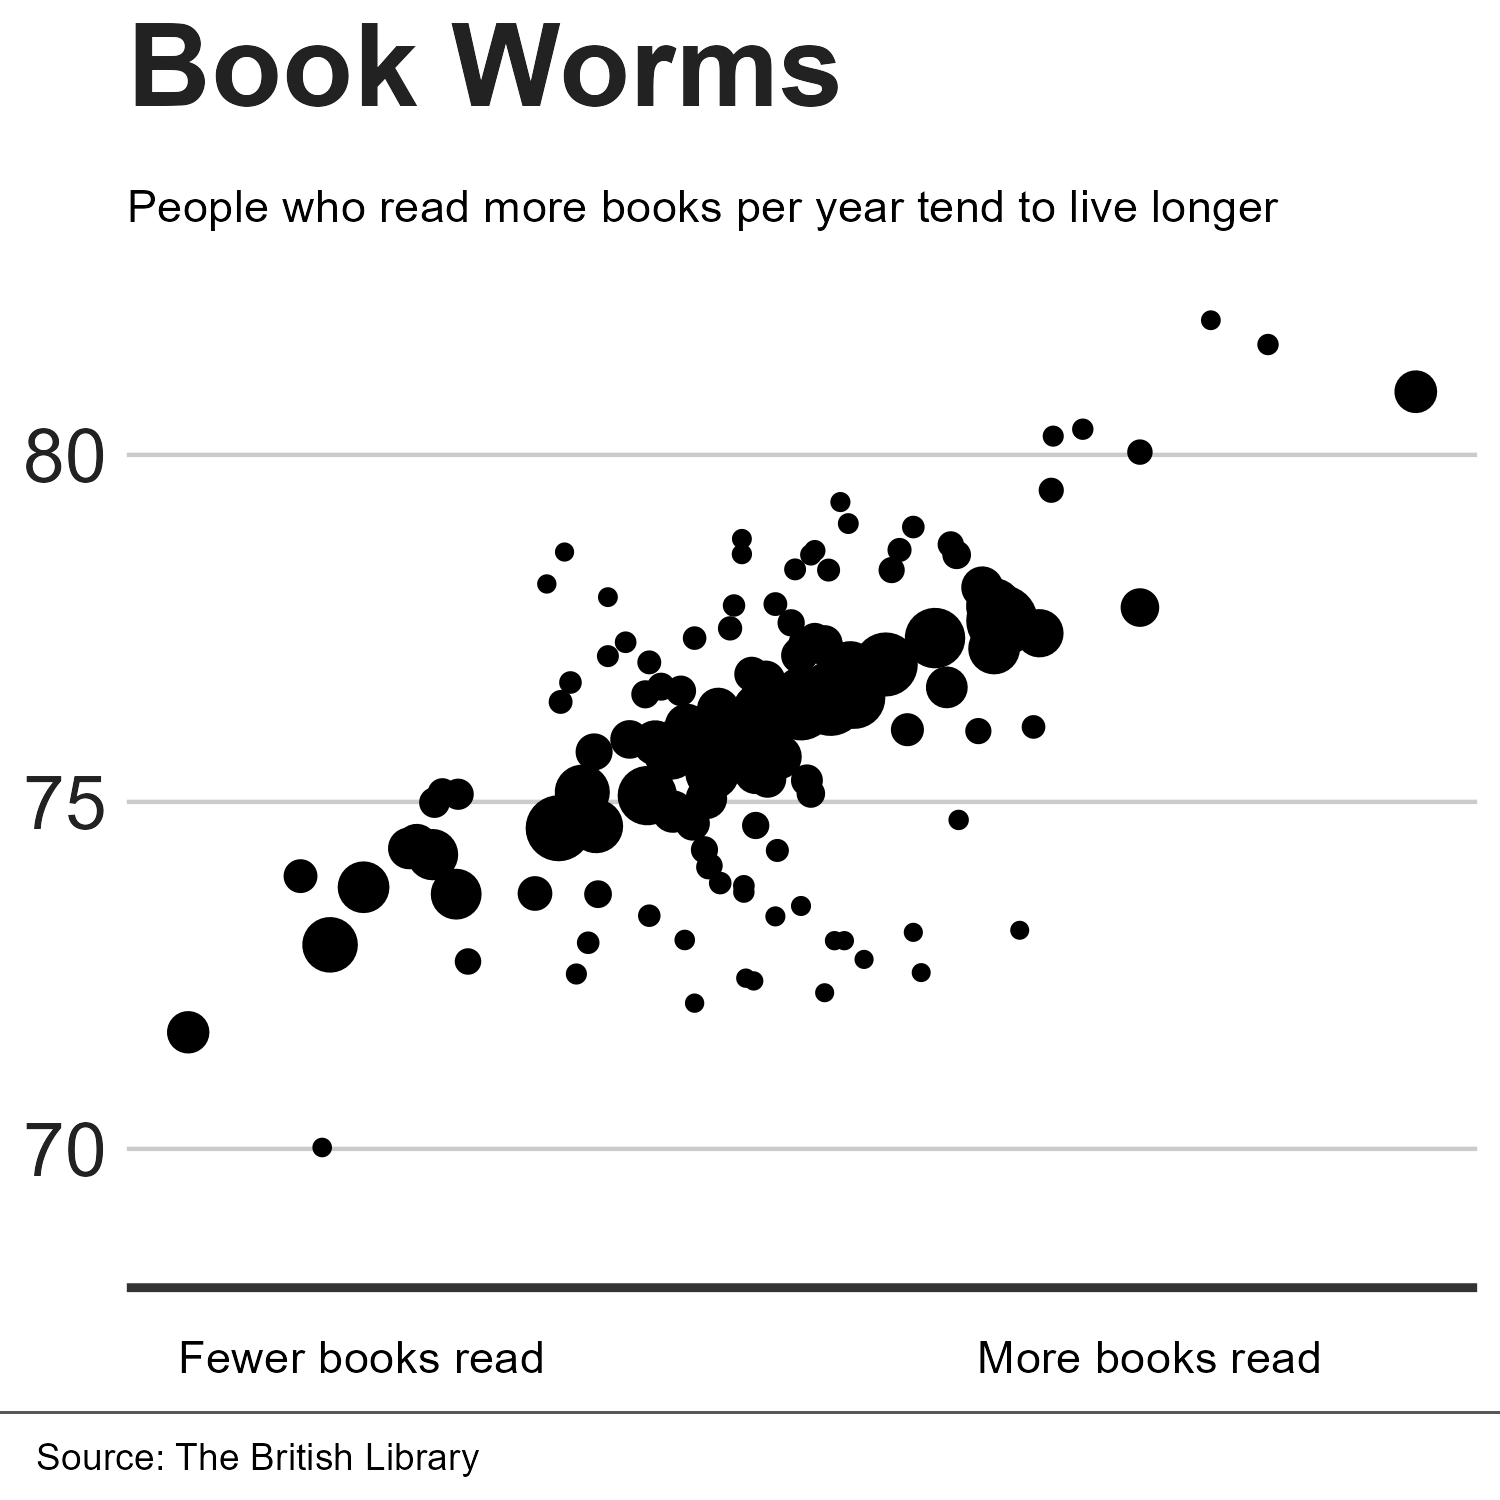 Book Worms
People who read more books per year tend to live longer
80
75
70
Fewer books read
More books read
Source: The British Library